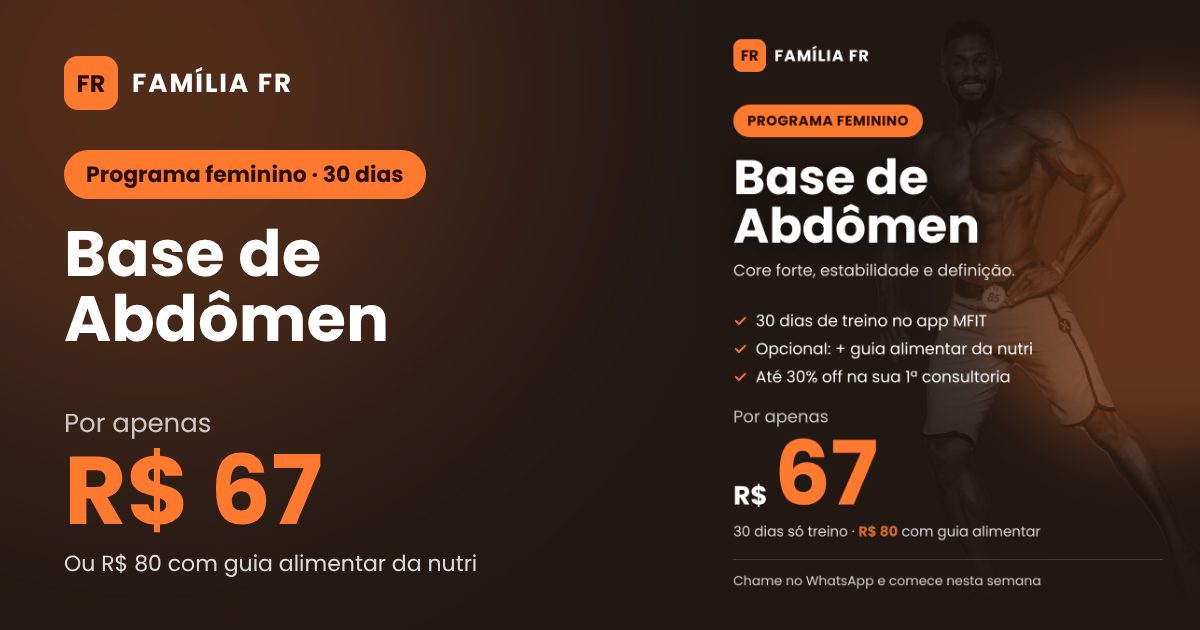 FR FAMÍLIA FR
Programa feminino · 30 dias
Base de
Abdômen
Por apenas
R$ 67
Ou R$ 80 com guia alimentar da nutri
FR FAMÍLIA FR
PROGRAMA FEMININO
Base de
Abdômen
Core forte, estabilidade e definição.
30 dias de treino no app MFIT
Opcional: + guia alimentar da nutri
Até 30% off na sua 1ª consultoria
Por apenas
R$ 67
30 dias só treino · R$ 80 com guia alimentar
Chame no WhatsApp e comece nesta semana
85